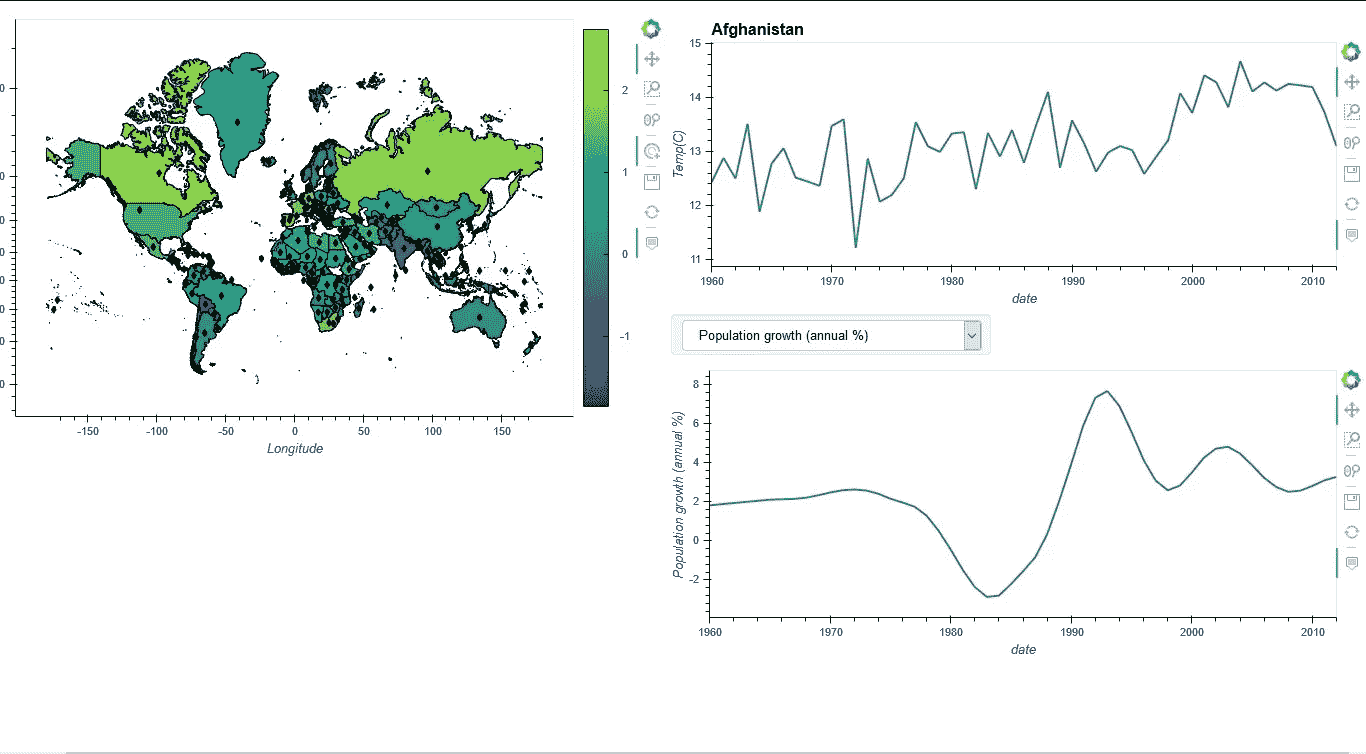 -150 -100 -50 0 50 100 150
Longitude
2
1
0
-1
Afghanistan
15
14
13
12
11
Temp(C)
1960 1970 1980 1990 2000 2010
date
Population growth (annual %)
8
6
4
2
0
-2
Population growth (annual %)
1960 1970 1980 1990 2000 2010
date